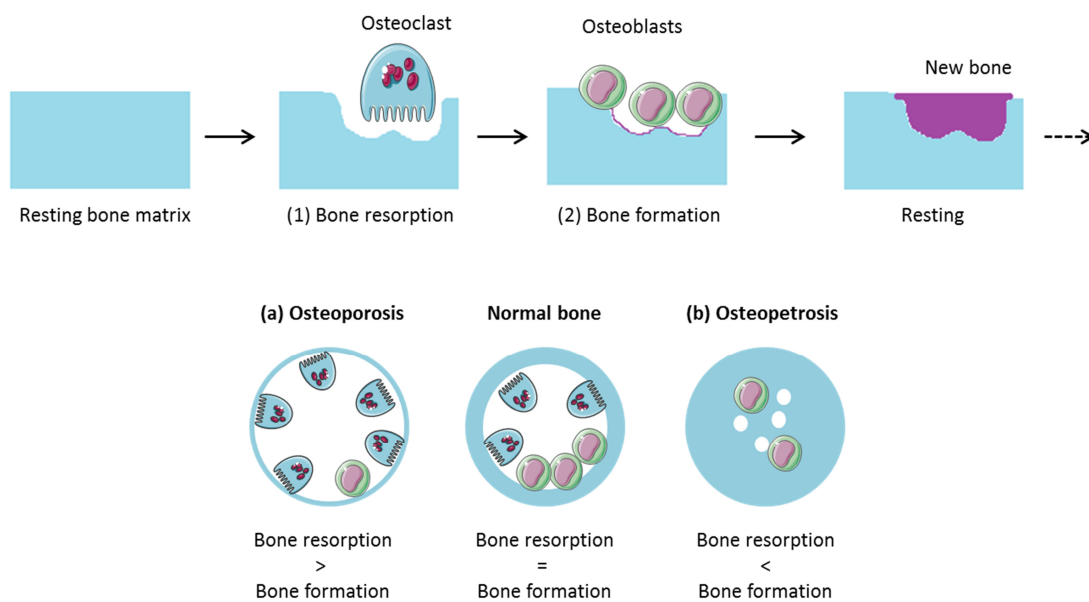 Osteoclast
Osteoblasts
New bone
Resting bone matrix
(1) Bone resorption
(2) Bone formation
Resting
(a) Osteoporosis
Normal bone
(b) Osteopetrosis
Bone resorption
>
Bone formation
Bone resorption
=
Bone formation
Bone resorption
<
Bone formation